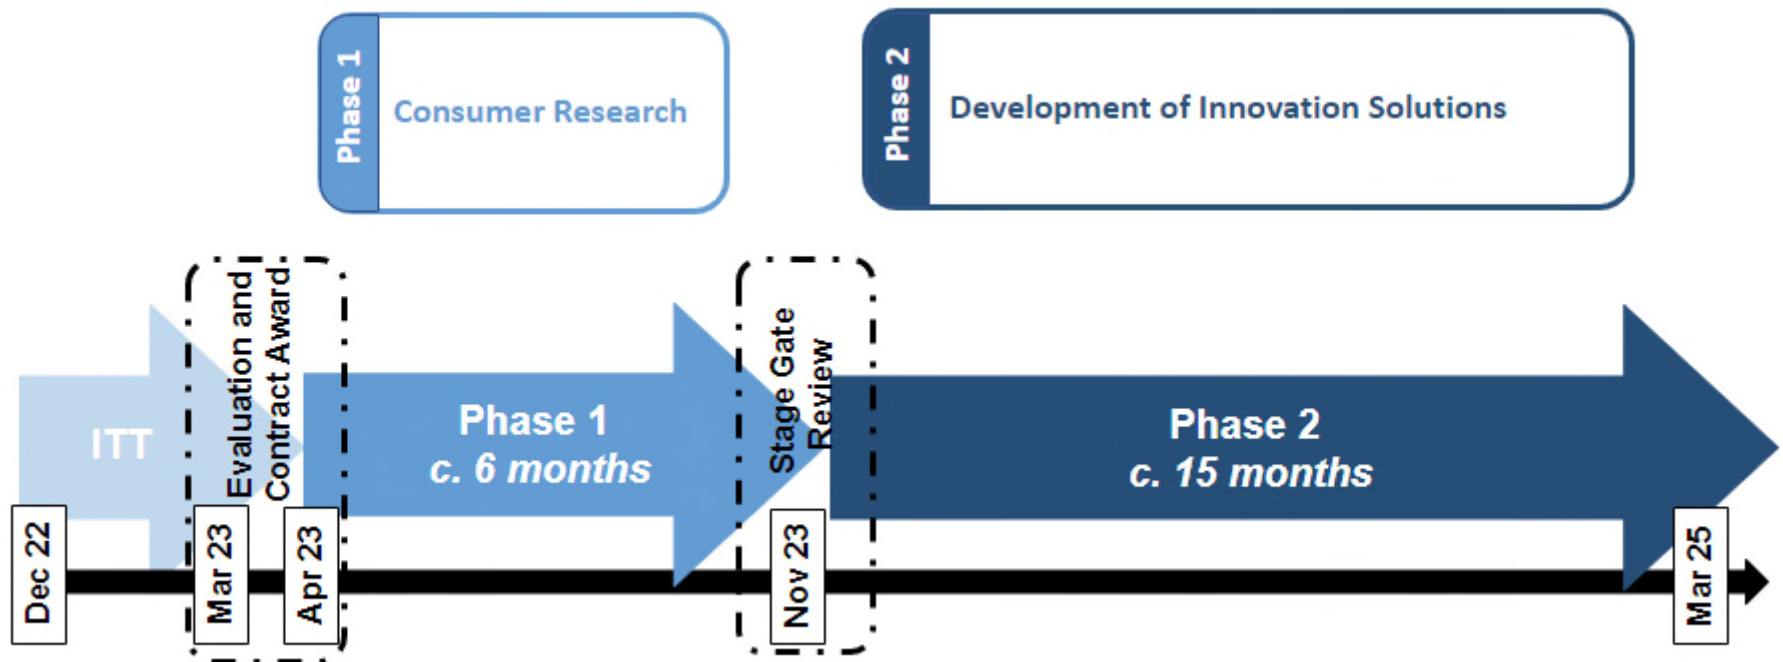 Phase 1
Consumer Research
Phase 2
Development of Innovation Solutions
ITT
Evaluation and
Contract Award
Phase 1
c. 6 months
Stage Gate
Review
Phase 2
c. 15 months
Dec 22
Mar 23
Apr 23
Nov 23
Mar 25